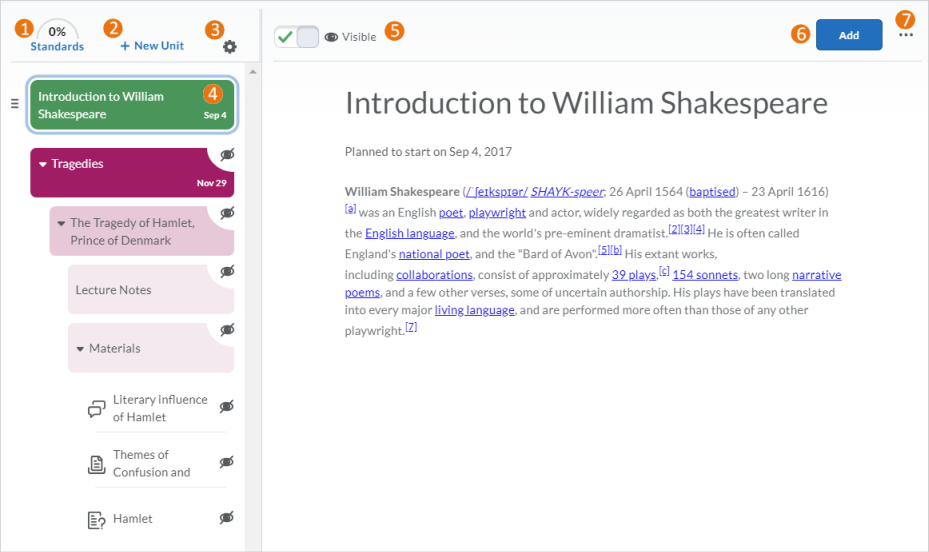 1
0%
Standards
2
+ New Unit
3
Introduction to William
Shakespeare
4
Sep 4
Tragedies
Nov 29
The Tragedy of Hamlet,
Prince of Denmark
Lecture Notes
Materials
Literary influence
of Hamlet
Themes of
Confusion and
Hamlet
Visible
5
6
Add
7
Introduction to William Shakespeare
Planned to start on Sep 4, 2017
William Shakespeare (/ˈʃeɪkspɪər/ SHAYK-speer; 26 April 1564 (baptised) – 23 April 1616)
[a] was an English poet, playwright and actor, widely regarded as both the greatest writer in
the English language, and the world's pre-eminent dramatist.[2][3][4] He is often called
England's national poet, and the "Bard of Avon".[5][b] His extant works,
including collaborations, consist of approximately 39 plays,[c] 154 sonnets, two long narrative
poems, and a few other verses, some of uncertain authorship. His plays have been translated
into every major living language, and are performed more often than those of any other
playwright.[7]